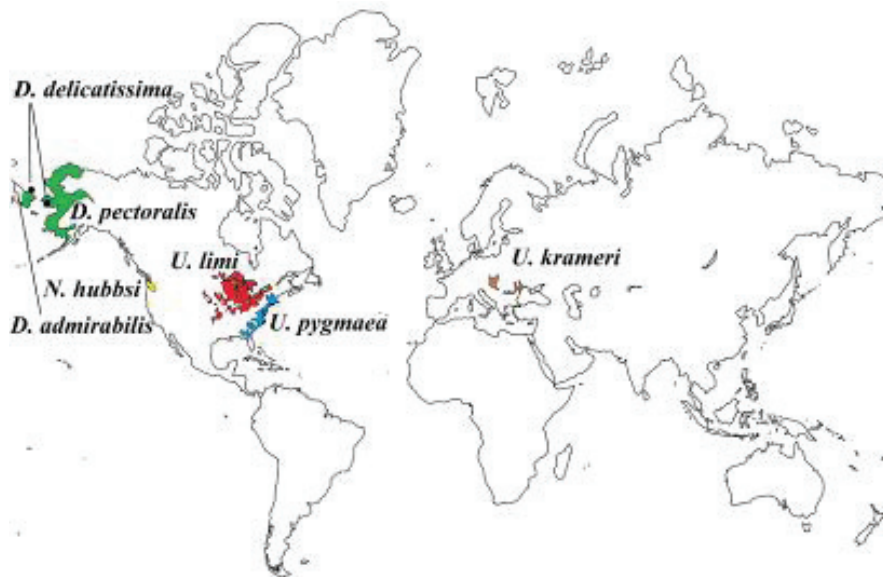 D. delicatissima
D. pectoralis
U. limi
U. krameri
N. hubbsi
D. admirabilis
U. pygmaea